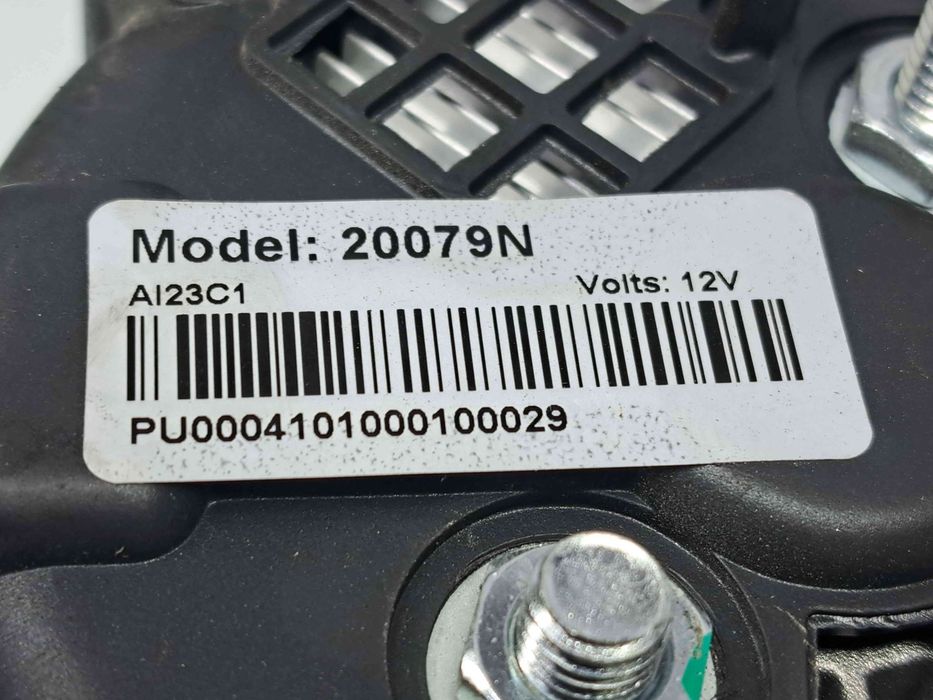 Model: 20079N
AI23C1 Volts: 12V
PU0004101000100029